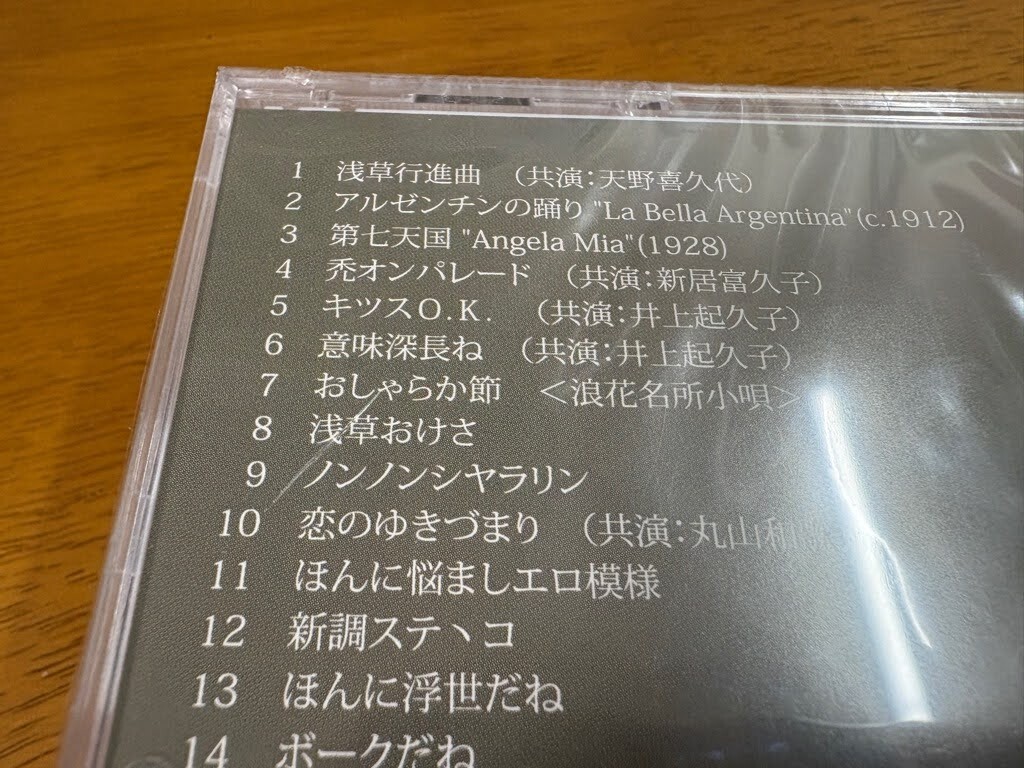 1 浅草行進曲 （共演：天野喜久代）
2 アルゼンチンの踊り "La Bella Argentina"(c.1912)
3 第七天国 "Angela Mia"(1928)
4 禿オンパレード （共演：新居富久子）
5 キツスO.K. （共演：井上起久子）
6 意味深長ね （共演：井上起久子）
7 おしゃらか節 ＜浪花名所小唄＞
8 浅草おけさ
9 ノンノンシヤラリン
10 恋のゆきづまり （共演：丸山和
11 ほんに悩ましエロ模様
12 新調ステヽコ
13 ほんに浮世だね
14 ボークだね